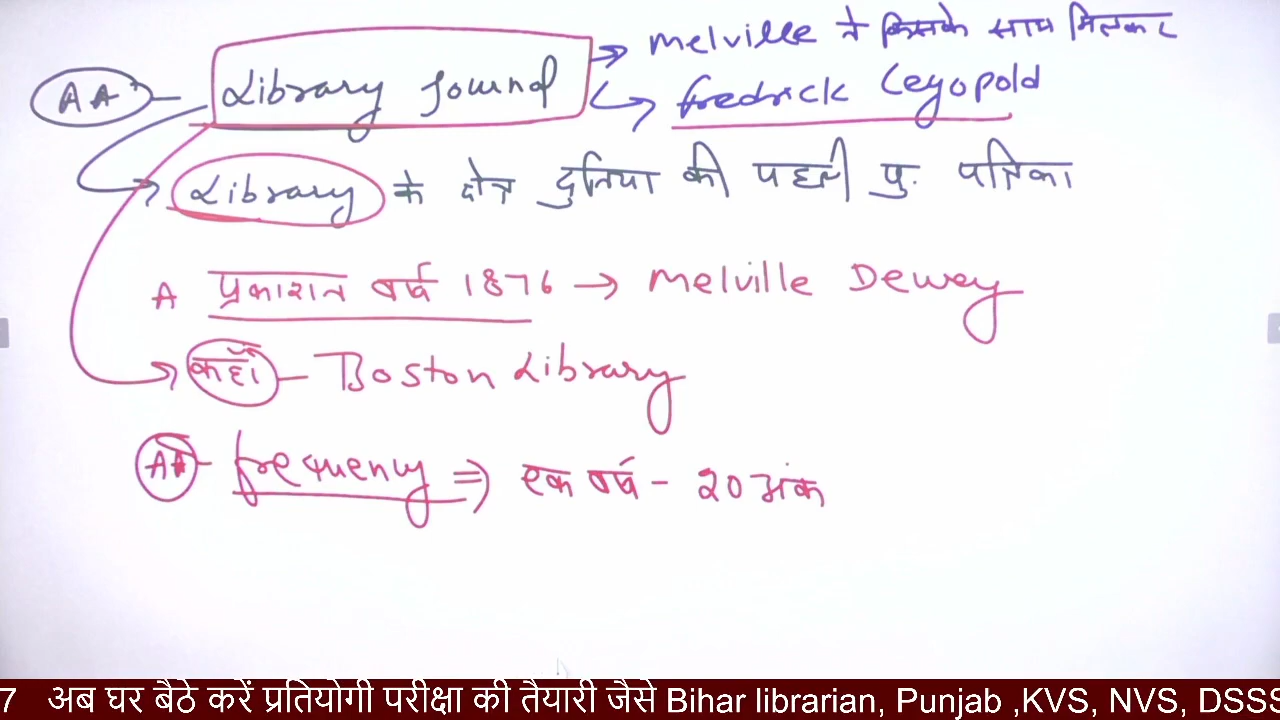 Melville ने किसके साथ मिलकर
AA - Library Journal
fredrick Leyopold
Library के क्षेत्र दुनिया की पहली पु. पत्रिका
A प्रकाशन वर्ष 1876 → Melville Dewey
कहाँ - Boston Library
AA - frequency ⇒ एक वर्ष - 20 अंक
7 अब घर बैठे करें प्रतियोगी परीक्षा की तैयारी जैसे Bihar librarian, Punjab ,KVS, NVS, DSSS